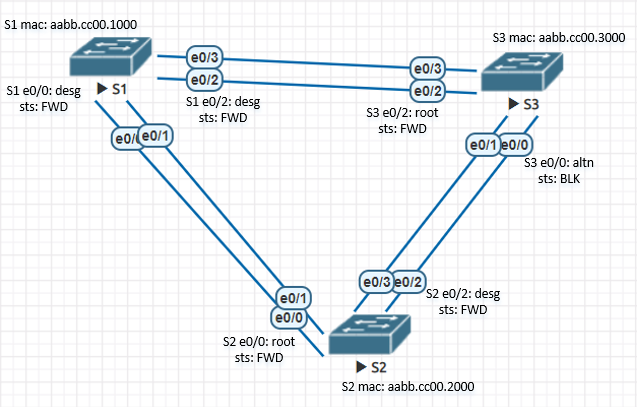 S1 mac: aabb.cc00.1000
S3 mac: aabb.cc00.3000
e0/3
e0/3
S1 e0/0: desg
sts: FWD
S1
e0/2
e0/2
S1 e0/2: desg
sts: FWD
S3 e0/2: root
sts: FWD
S3
e0/1
e0/1
e0/0
S3 e0/0: altn
sts: BLK
e0/3
e0/2
S2 e0/2: desg
sts: FWD
e0/1
e0/0
S2 e0/0: root
sts: FWD
S2
S2 mac: aabb.cc00.2000